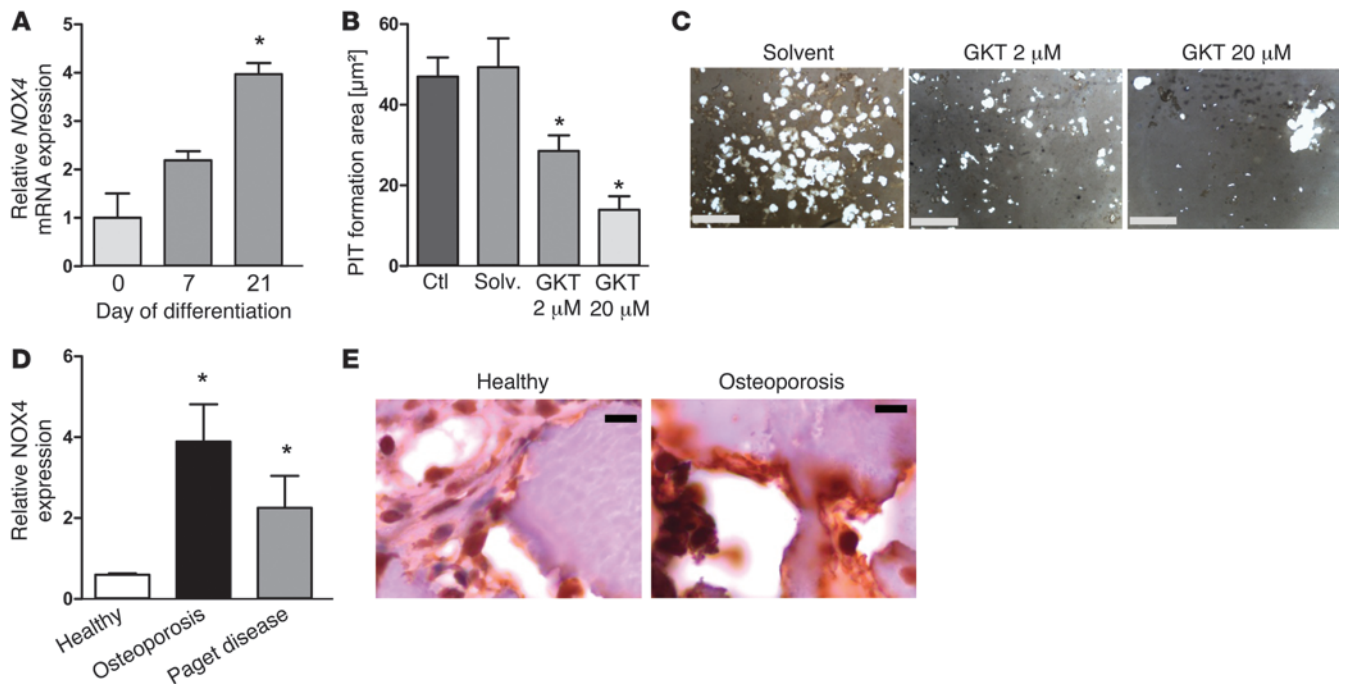 A
Relative NOX4
mRNA expression
5
4
3
2
1
0
*
0 7 21
Day of differentiation
B
PIT formation area [µm²]
60
40
20
0
*
*
Ctl Solv. GKT
2 µM GKT
20 µM
C
Solvent
GKT 2 µM
GKT 20 µM
D
Relative NOX4
expression
6
4
2
0
*
*
Healthy
Osteoporosis
Paget disease
E
Healthy
Osteoporosis